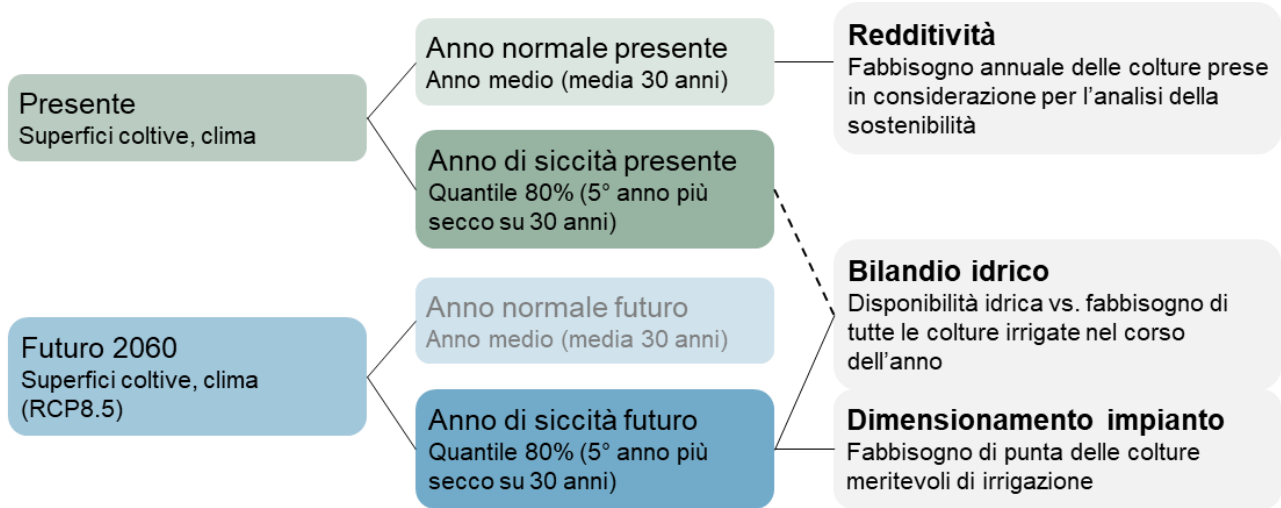 Presente
Superfici coltive, clima
Futuro 2060
Superfici coltive, clima
(RCP8.5)
Anno normale presente
Anno medio (media 30 anni)
Anno di siccità presente
Quantile 80% (5° anno più
secco su 30 anni)
Anno normale futuro
Anno medio (media 30 anni)
Anno di siccità futuro
Quantile 80% (5° anno più
secco su 30 anni)
Redditività
Fabbisogno annuale delle colture prese
in considerazione per l’analisi della
sostenibilità
Bilandio idrico
Disponibilità idrica vs. fabbisogno di
tutte le colture irrigate nel corso
dell’anno
Dimensionamento impianto
Fabbisogno di punta delle colture
meritevoli di irrigazione